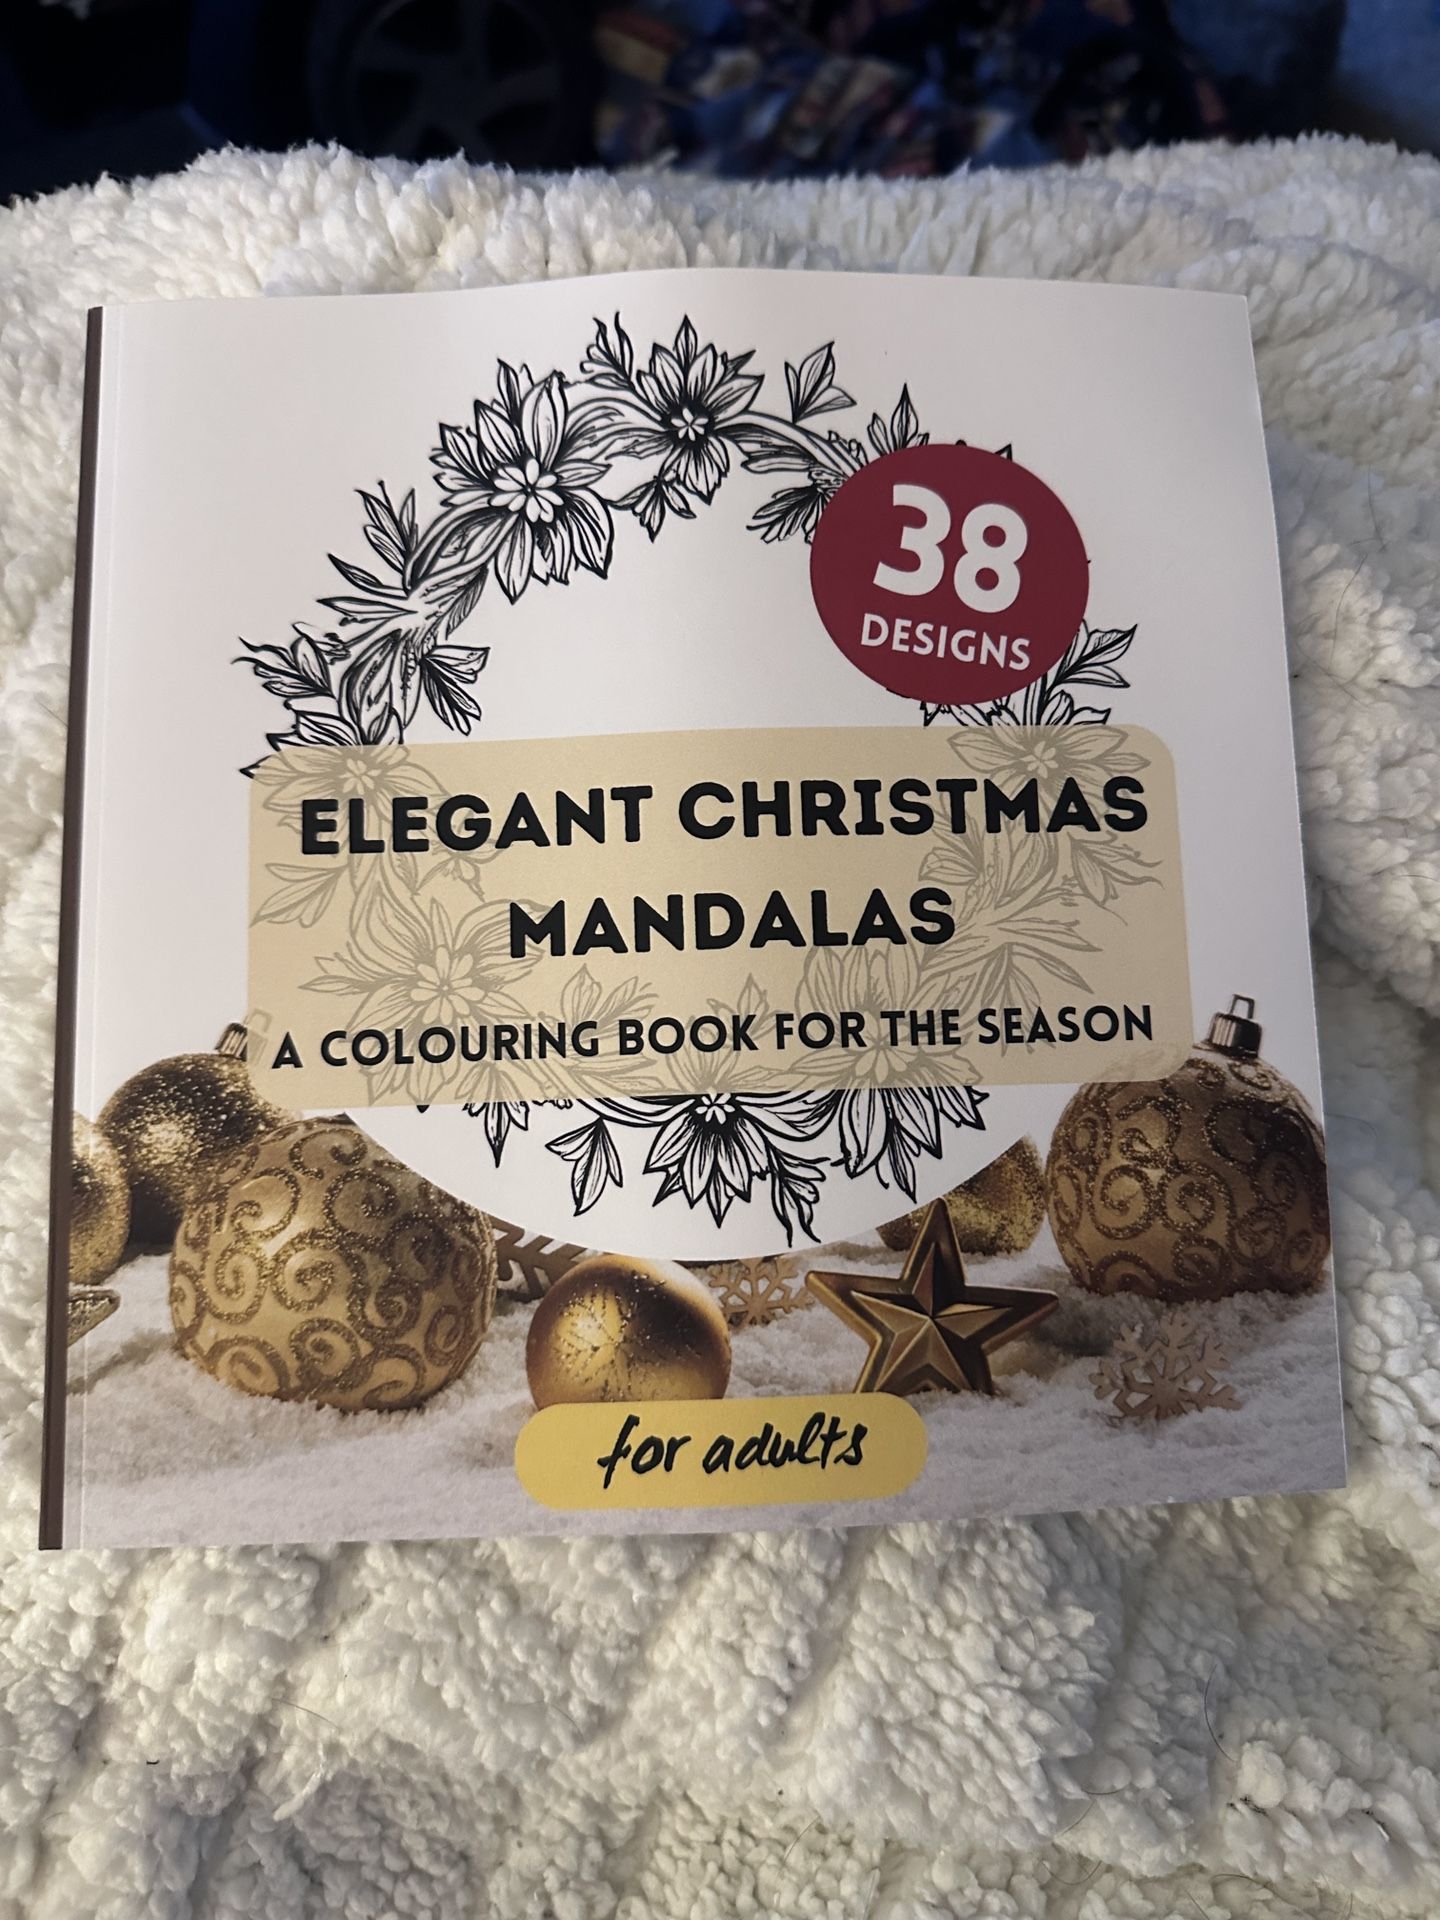 38
DESIGNS
ELEGANT CHRISTMAS
MANDALAS
A COLOURING BOOK FOR THE SEASON
for adults